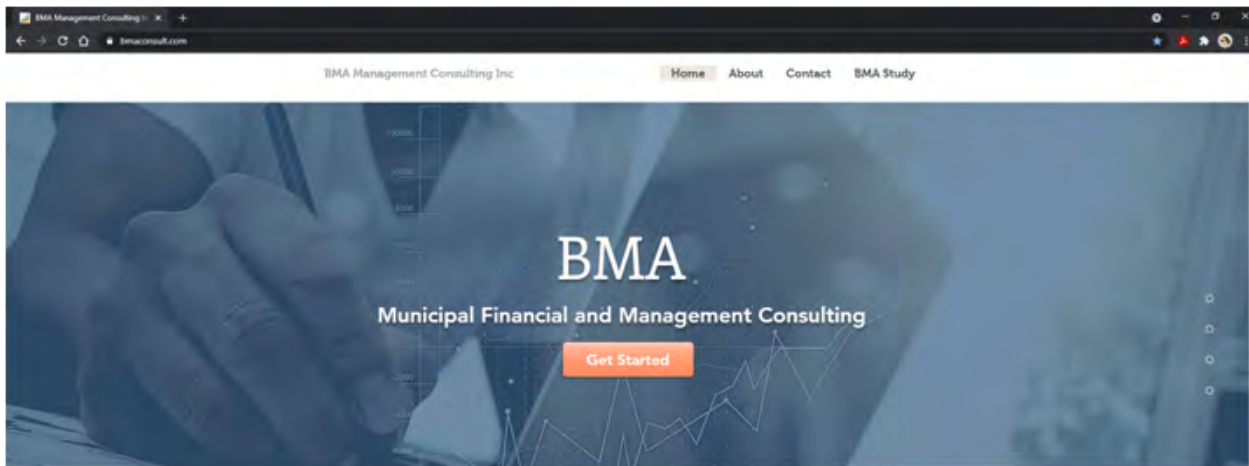 BMA Management Consulting In
bmaconsult.com
BMA Management Consulting Inc
Home About Contact BMA Study
BMA
Municipal Financial and Management Consulting
Get Started